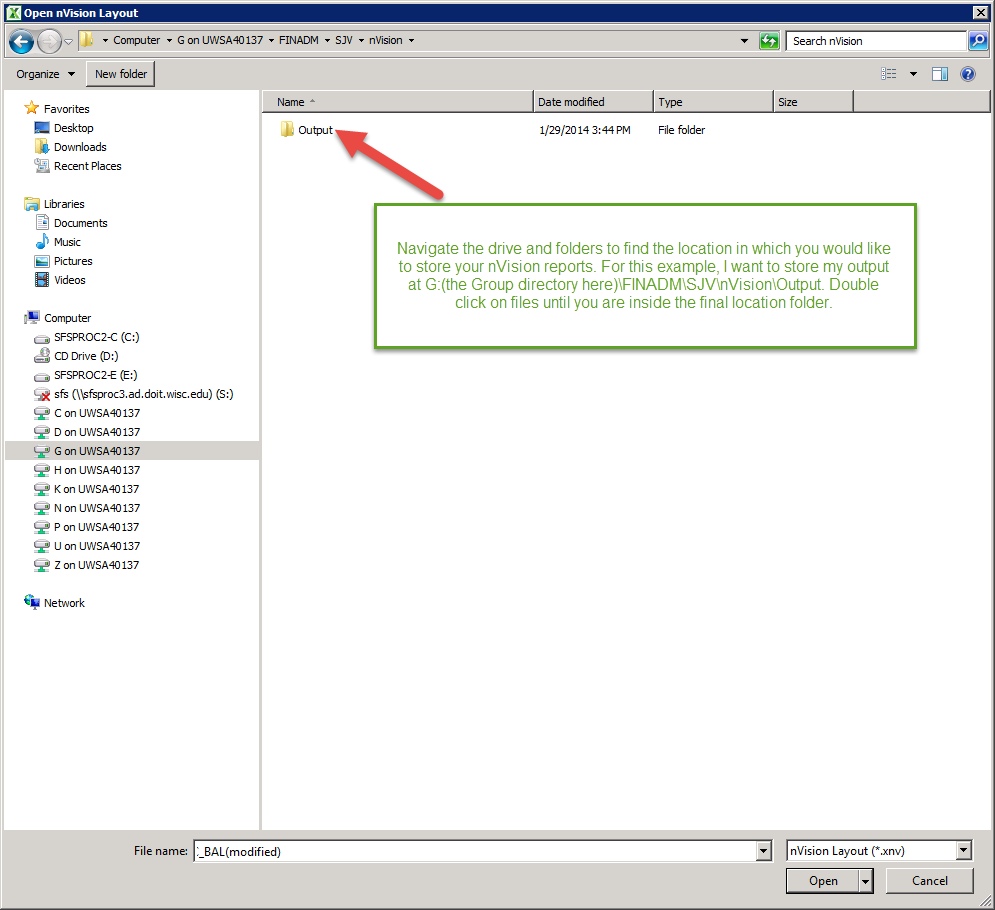 Open nVision Layout
Computer G on UWSA40137 FINADM SJV nVision
Search nVision
Organize New folder
Favorites
Desktop
Downloads
Recent Places
Libraries
Documents
Music
Pictures
Videos
Computer
SFSPROC2-C (C:)
CD Drive (D:)
SFSPROC2-E (E:)
sfs (\\sfsproc3.ad.doit.wisc.edu) (S:)
C on UWSA40137
D on UWSA40137
G on UWSA40137
H on UWSA40137
K on UWSA40137
N on UWSA40137
P on UWSA40137
U on UWSA40137
Z on UWSA40137
Network
Name Date modified Type Size
Output 1/29/2014 3:44 PM File folder
Navigate the drive and folders to find the location in which you would like
to store your nVision reports. For this example, I want to store my output
at G:(the Group directory here)\FINADM\SJV\nVision\Output. Double
click on files until you are inside the final location folder.
File name: _BAL(modified) nVision Layout (*.xnv)
Open Cancel